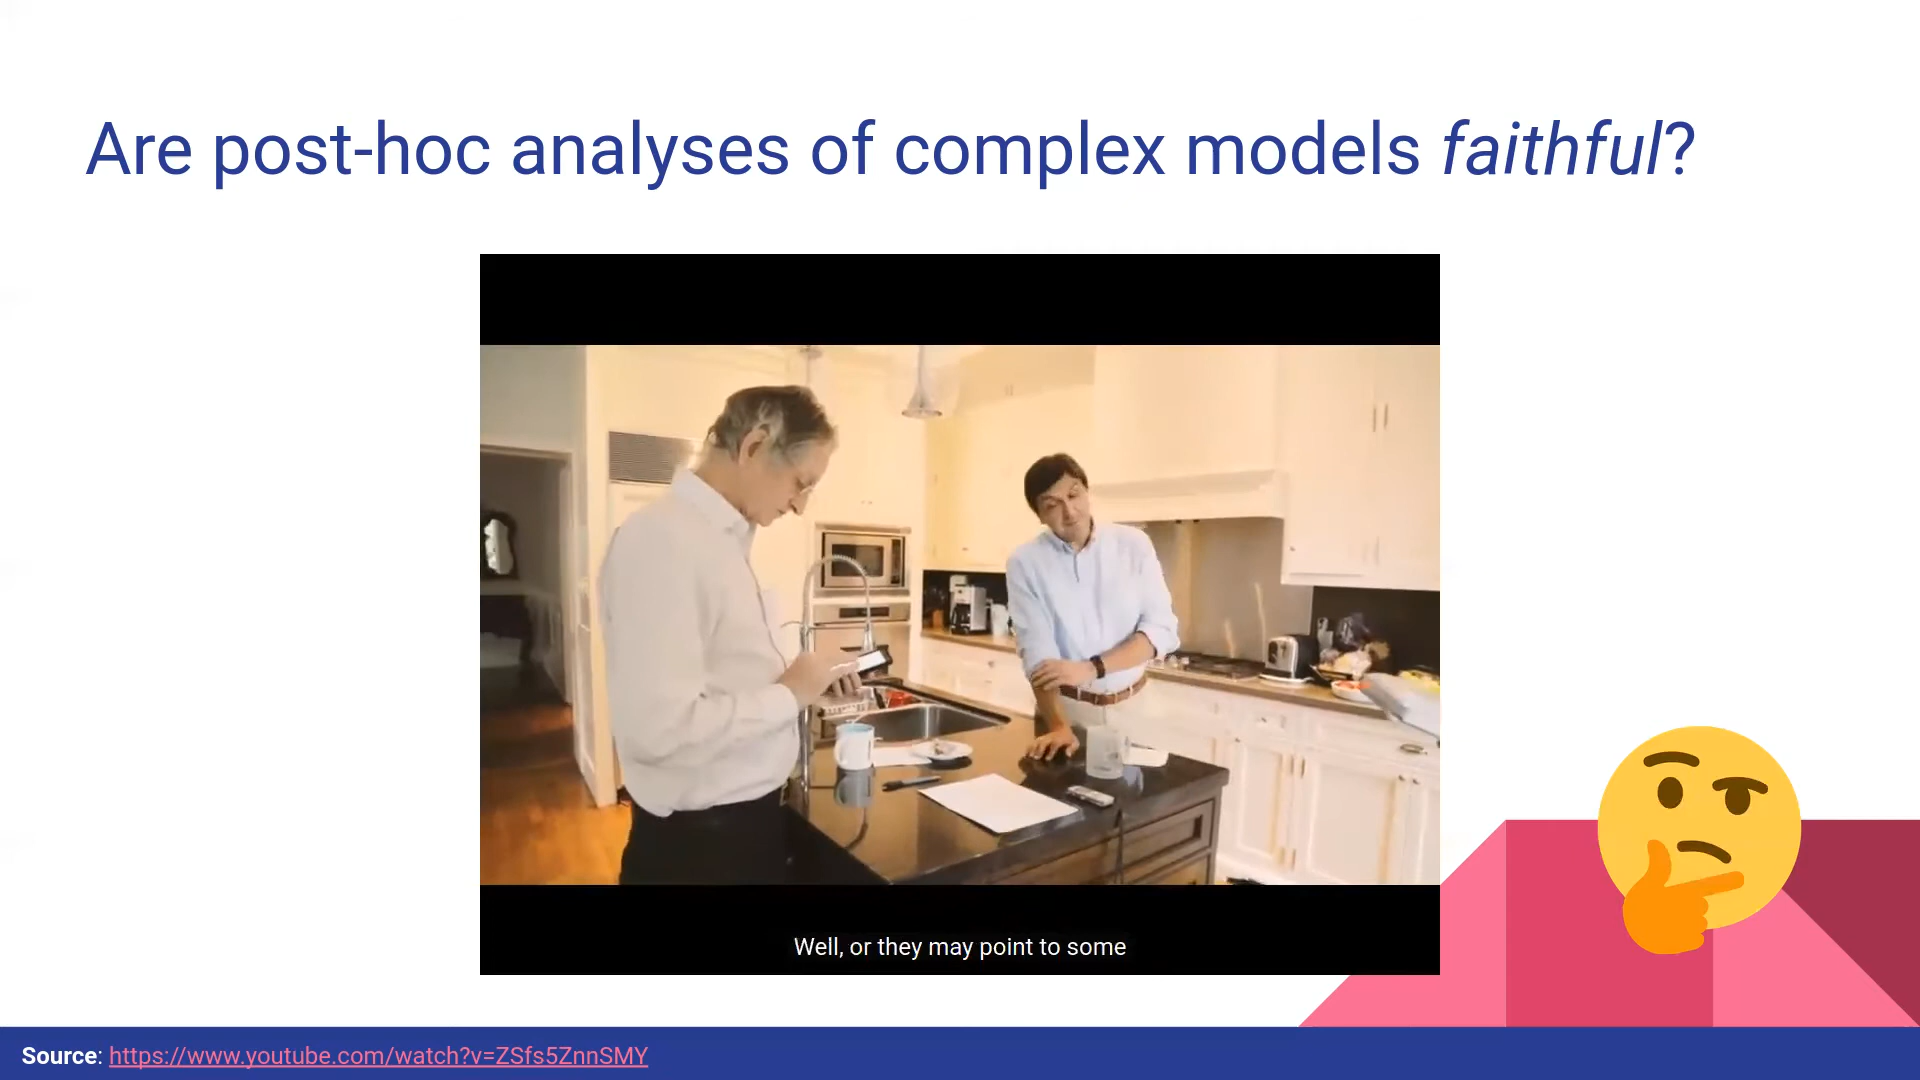 Are post-hoc analyses of complex models faithful?
Well, or they may point to some
Source: https://www.youtube.com/watch?v=ZSfs5ZnnSMY